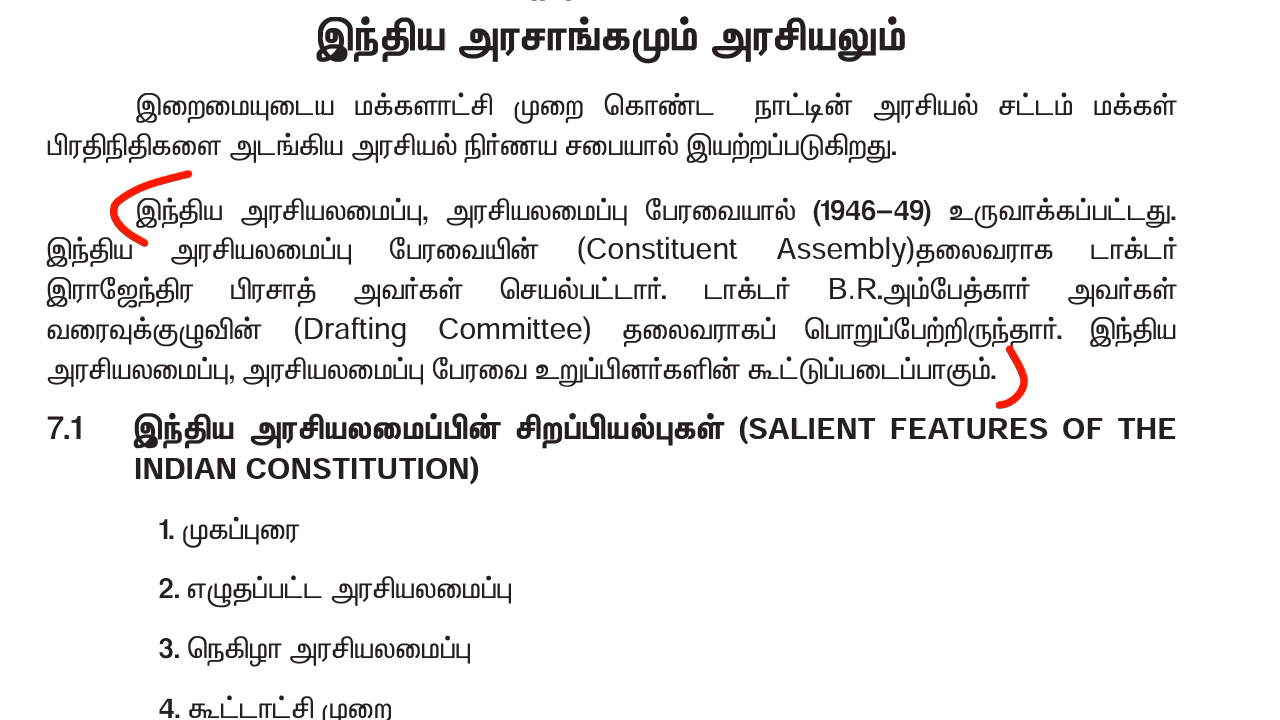 இந்திய அரசாங்கமும் அரசியலும்
இறைமையுடைய மக்களாட்சி முறை கொண்ட நாட்டின் அரசியல் சட்டம் மக்கள்
பிரதிநிதிகளை அடங்கிய அரசியல் நிர்ணய சபையால் இயற்றப்படுகிறது.
இந்திய அரசியலமைப்பு, அரசியலமைப்பு பேரவையால் (1946–49) உருவாக்கப்பட்டது.
இந்திய அரசியலமைப்பு பேரவையின் (Constituent Assembly)தலைவராக டாக்டர்
இராஜேந்திர பிரசாத் அவர்கள் செயல்பட்டார். டாக்டர் B.R.அம்பேத்கார் அவர்கள்
வரைவுக்குழுவின் (Drafting Committee) தலைவராகப் பொறுப்பேற்றிருந்தார். இந்திய
அரசியலமைப்பு, அரசியலமைப்பு பேரவை உறுப்பினர்களின் கூட்டுப்படைப்பாகும்.
7.1 இந்திய அரசியலமைப்பின் சிறப்பியல்புகள் (SALIENT FEATURES OF THE
INDIAN CONSTITUTION)
1. முகப்புரை
2. எழுதப்பட்ட அரசியலமைப்பு
3. நெகிழா அரசியலமைப்பு
4. கூட்டாட்சி முறை